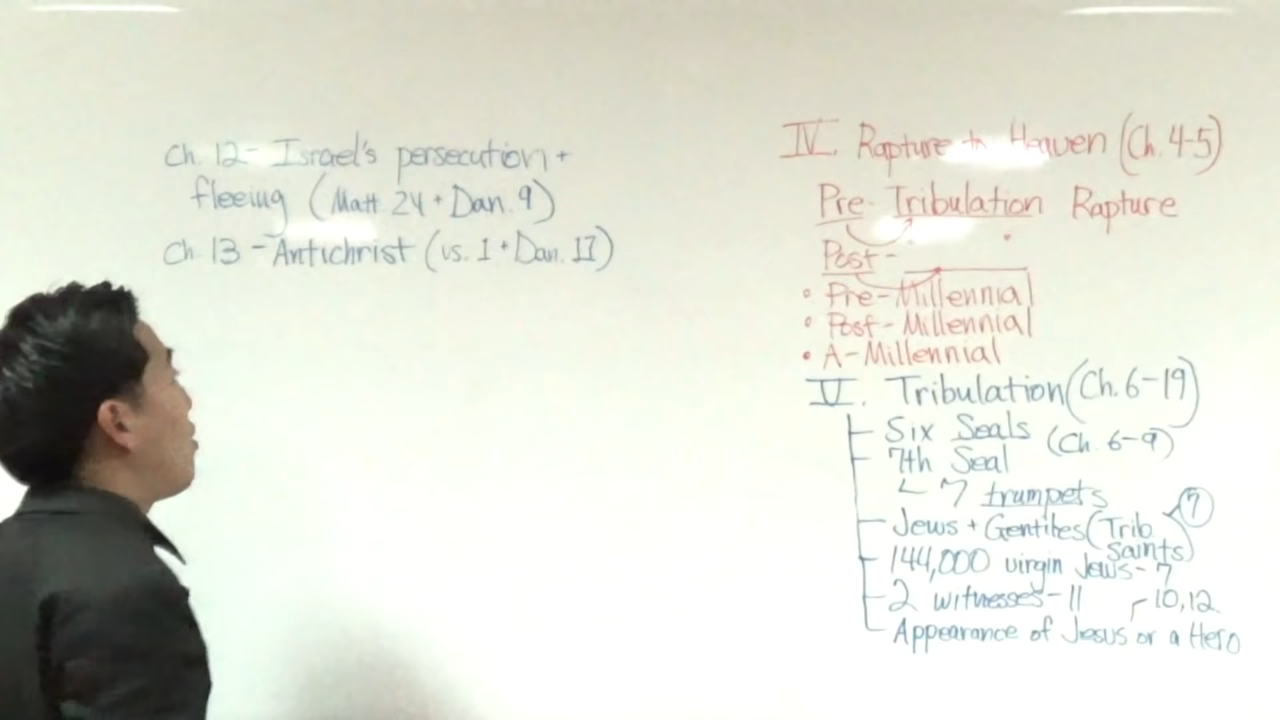 Ch. 12 - Israel's persecution +
fleeing (Matt 24 + Dan. 9)
Ch. 13 - Antichrist (vs. 1 + Dan. 17)
IV. Rapture to Heaven (Ch. 4-5)
Pre-Tribulation Rapture
Post-
• Pre-Millennial
• Post-Millennial
• A-Millennial
V. Tribulation (Ch. 6-19)
Six Seals (Ch. 6-9)
7th Seal
7 trumpets
Jews + Gentiles (Trib saints) 7
144,000 virgin Jews - 7
2 witnesses - 11
10, 12
Appearance of Jesus or a Hero